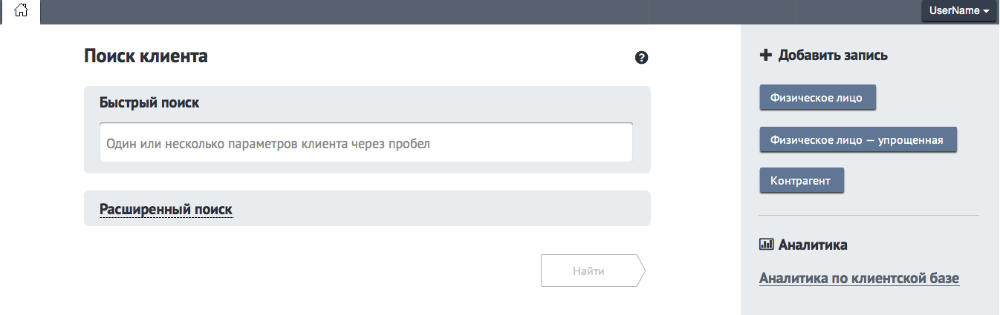 UserName
Поиск клиента
Быстрый поиск
Один или несколько параметров клиента через пробел
Расширенный поиск
Найти
Добавить запись
Физическое лицо
Физическое лицо — упрощенная
Контрагент
Аналитика
Аналитика по клиентской базе